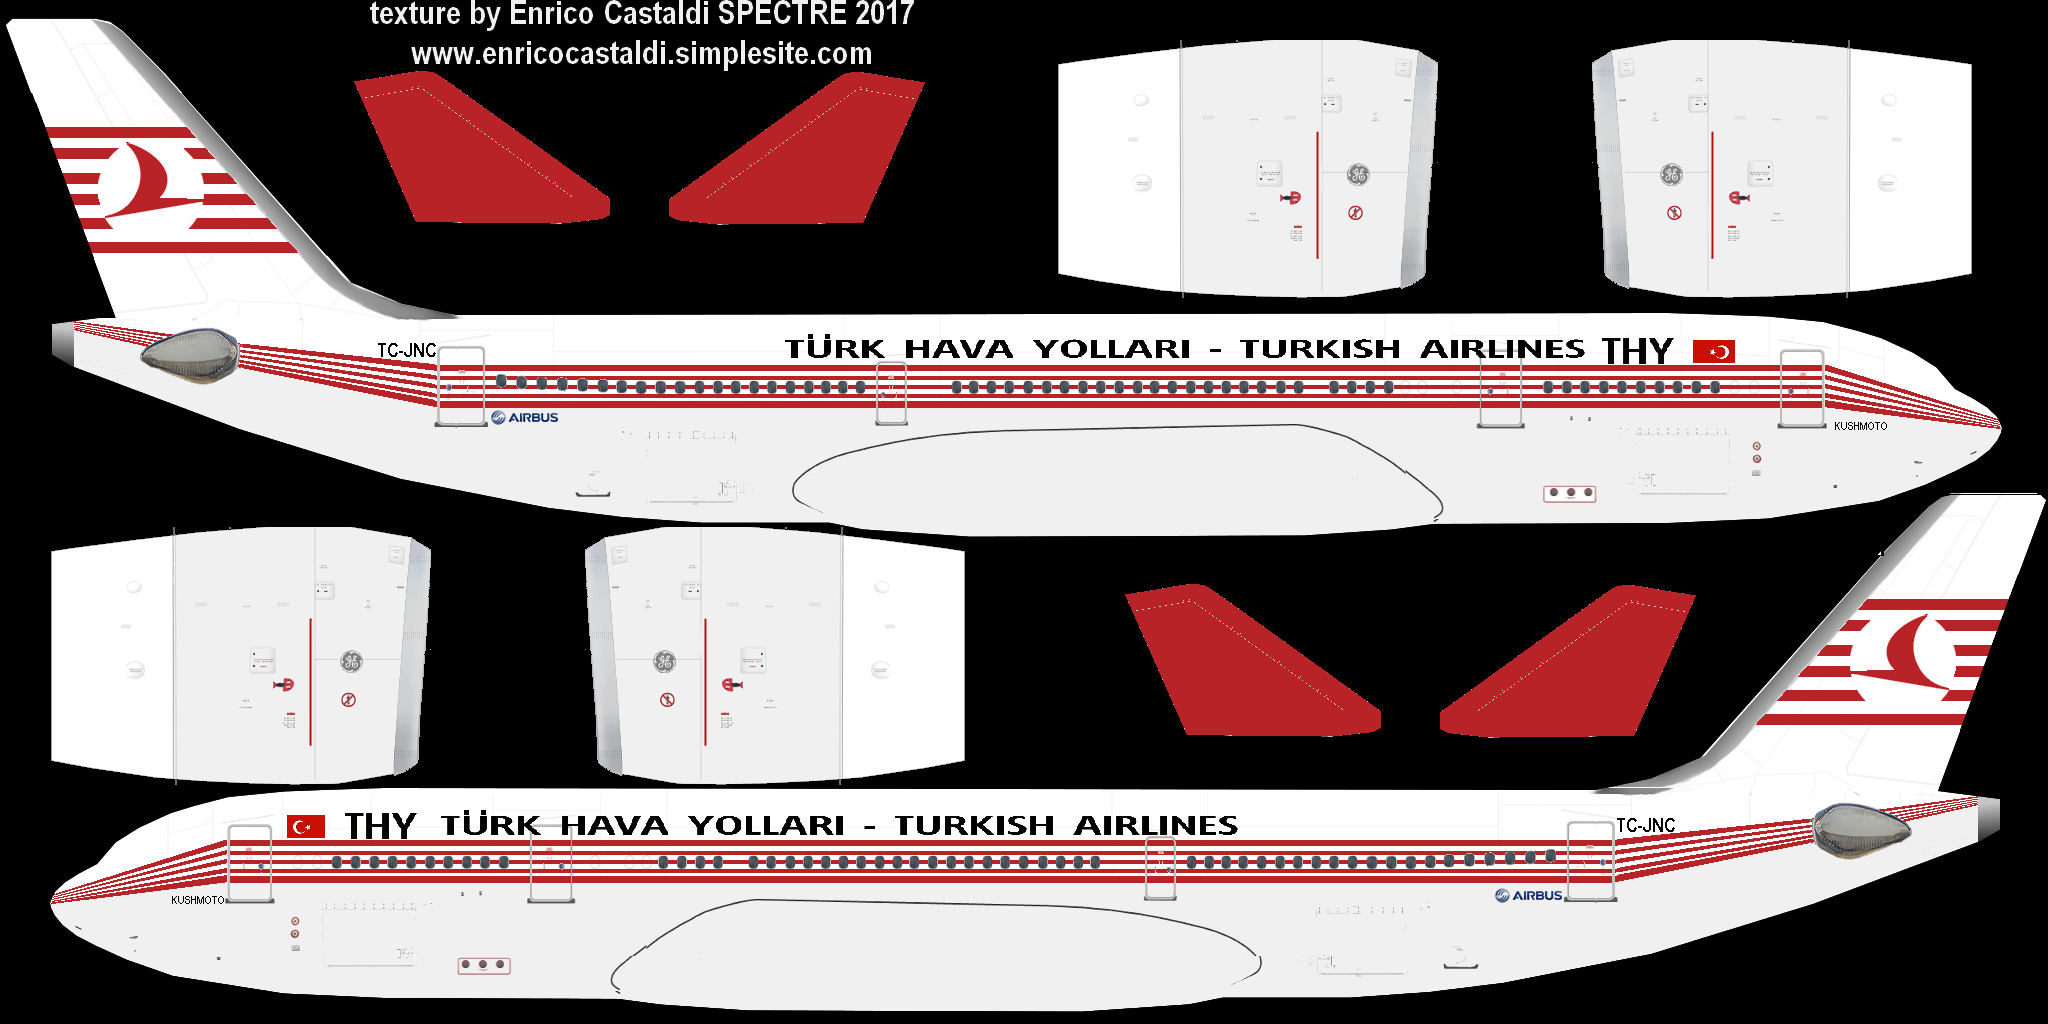 texture by Enrico Castaldi SPECTRE 2017
www.enricocastaldi.simplesite.com
TÜRK HAVA YOLLARI - TURKISH AIRLINES THY
TC-JNC
AIRBUS
KUSHMOTO
THY TÜRK HAVA YOLLARI - TURKISH AIRLINES
TC-JNC
KUSHMOTO
AIRBUS